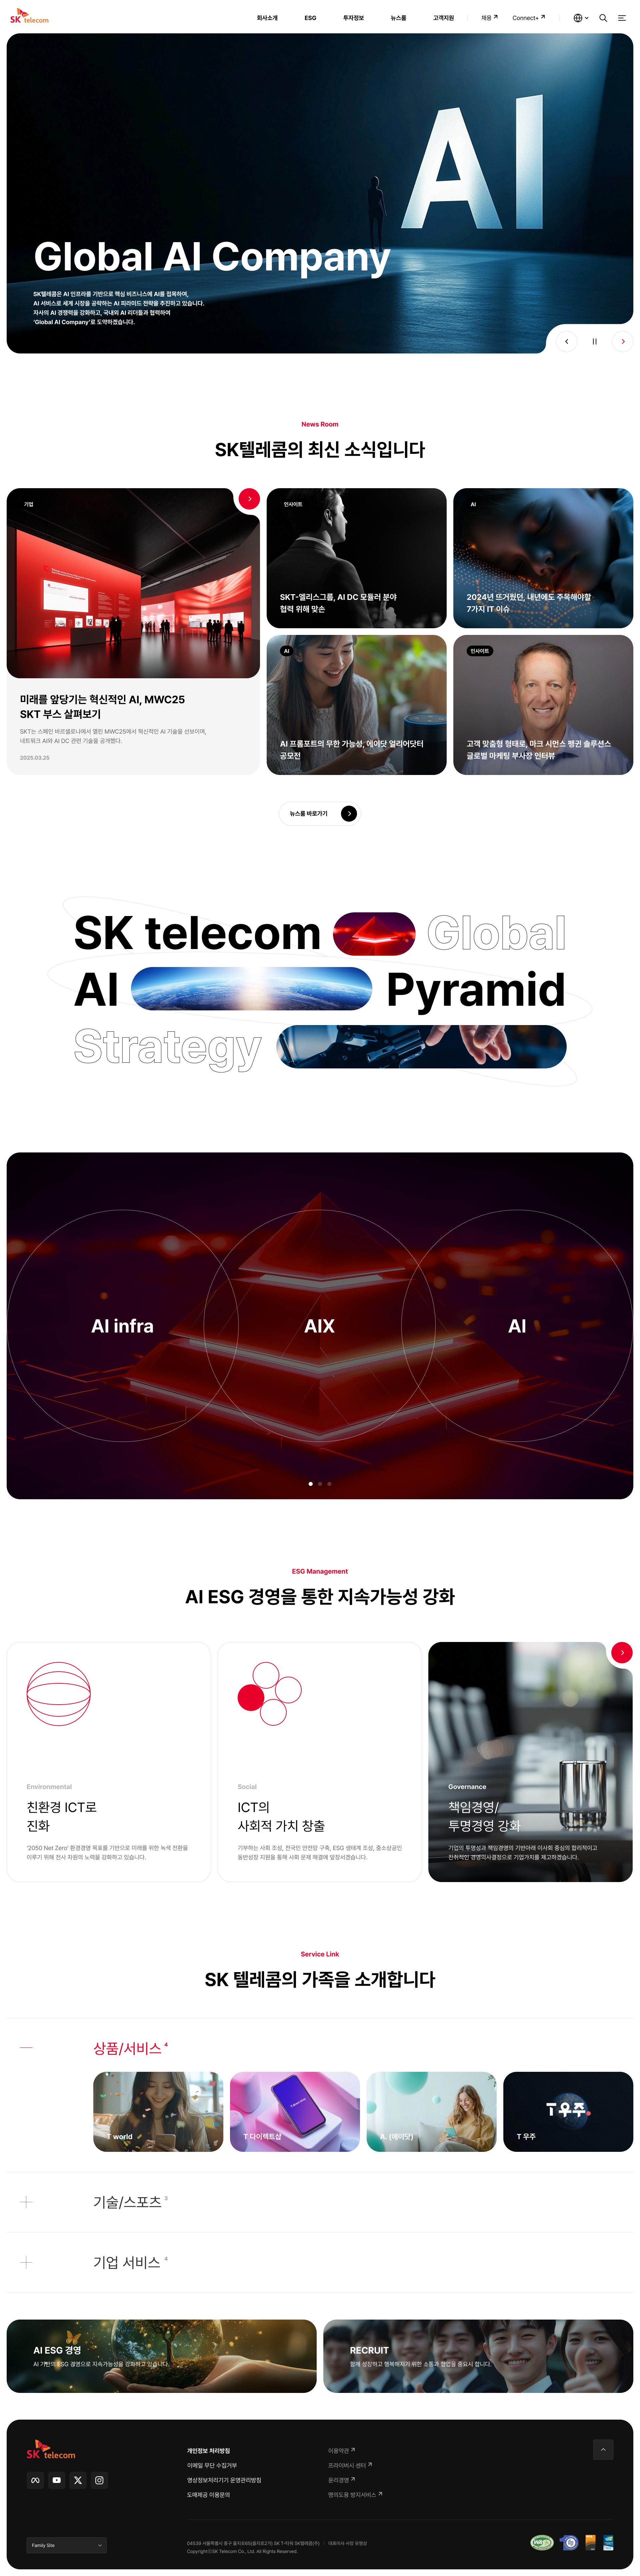 SK telecom
회사소개 ESG 투자정보 뉴스룸 고객지원 채용 Connect+
AI
Global AI Company
SK텔레콤은 AI 인프라를 기반으로 핵심 비즈니스에 AI를 접목하여,
AI 서비스로 세계 시장을 공략하는 AI 피라미드 전략을 추진하고 있습니다.
자사의 AI 경쟁력을 강화하고, 국내외 AI 리더들과 협력하여
'Global AI Company'로 도약하겠습니다.
News Room
SK텔레콤의 최신 소식입니다
기업
미래를 앞당기는 혁신적인 AI, MWC25
SKT 부스 살펴보기
SKT는 스페인 바르셀로나에서 열린 MWC25에서 혁신적인 AI 기술을 선보이며,
네트워크 AI와 AI DC 관련 기술을 공개했다.
2025.03.25
인사이트
SKT-엘리스그룹, AI DC 모듈러 분야
협력 위해 맞손
AI
2024년 뜨거웠던, 내년에도 주목해야할
7가지 IT 이슈
AI
AI 프롬포트의 무한 가능성, 에이닷 얼리어닷터
공모전
인사이트
고객 맞춤형 형태로, 마크 시먼스 펭귄 솔루션스
글로벌 마케팅 부사장 인터뷰
뉴스룸 바로가기
SK telecom Global
AI Pyramid
Strategy
AI infra
AIX
AI
ESG Management
AI ESG 경영을 통한 지속가능성 강화
Environmental
친환경 ICT로
진화
'2050 Net Zero' 환경경영 목표를 기반으로 미래를 위한 녹색 전환을
이루기 위해 전사 차원의 노력을 강화하고 있습니다.
Social
ICT의
사회적 가치 창출
기부하는 사회 조성, 전국민 안전망 구축, ESG 생태계 조성, 중소상공인
동반성장 지원을 통해 사회 문제 해결에 앞장서겠습니다.
Governance
책임경영/
투명경영 강화
기업의 투명성과 책임경영의 기반아래 이사회 중심의 합리적이고
진취적인 경영의사결정으로 기업가치를 제고하겠습니다.
Service Link
SK 텔레콤의 가족을 소개합니다
상품/서비스 4
T world
T 다이렉트샵
A. (에이닷)
T우주
T 우주
기술/스포츠 3
기업 서비스 4
AI ESG 경영
AI 기반의 ESG 경영으로 지속가능성을 강화하고 있습니다.
RECRUIT
함께 성장하고 행복해지기 위한 소통과 협업을 중요시 합니다.
SK telecom
개인정보 처리방침
이메일 무단 수집거부
영상정보처리기기 운영관리방침
도매제공 이용문의
이용약관
프라이버시 센터
윤리경영
명의도용 방지서비스
Family Site
04539 서울특별시 중구 을지로65(을지로2가) SK T-타워 SK텔레콤(주) 대표이사 사장 유영상
CopyrightⓒSK Telecom Co., Ltd. All Rights Reserved.